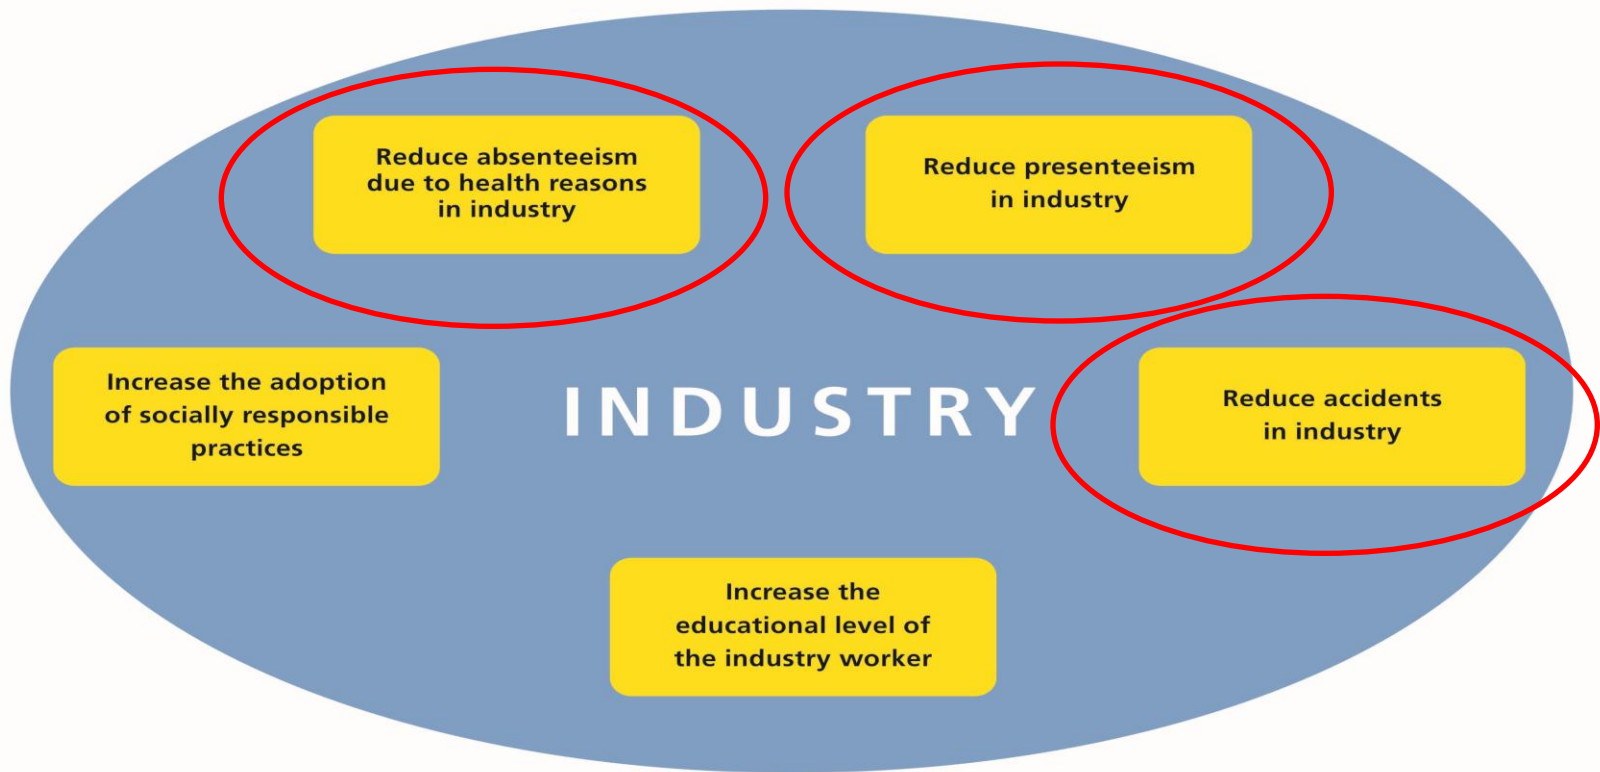 Reduce absenteeism
due to health reasons
in industry
Reduce presenteeism
in industry
Increase the adoption
of socially responsible
practices
INDUSTRY
Reduce accidents
in industry
Increase the
educational level of
the industry worker